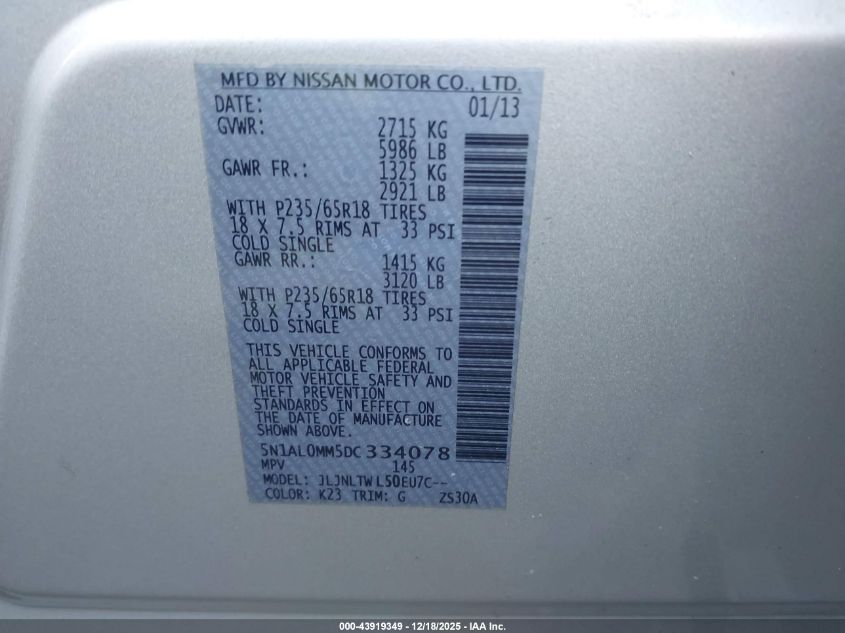 MFD BY NISSAN MOTOR CO., LTD.
DATE: 01/13
GVWR: 2715 KG
5986 LB
GAWR FR.: 1325 KG
2921 LB
WITH P235/65R18 TIRES
18 X 7.5 RIMS AT 33 PSI
COLD SINGLE
GAWR RR.: 1415 KG
3120 LB
WITH P235/65R18 TIRES
18 X 7.5 RIMS AT 33 PSI
COLD SINGLE
THIS VEHICLE CONFORMS TO
ALL APPLICABLE FEDERAL
MOTOR VEHICLE SAFETY AND
THEFT PREVENTION
STANDARDS IN EFFECT ON
THE DATE OF MANUFACTURE
SHOWN ABOVE.
5N1AL0MM5DC334078
MPV 145
MODEL: JLJNLTWL50EU7C--
COLOR: K23 TRIM: G ZS30A
000-43919349 - 12/18/2025 - IAA Inc.